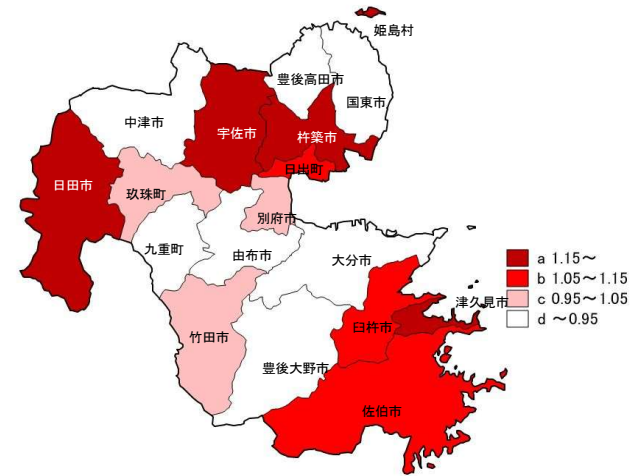 姫島村
豊後高田市
国東市
中津市
宇佐市
杵築市
日出町
日田市
玖珠町
別府市
九重町
由布市
大分市
a 1.15～
b 1.05～1.15
c 0.95～1.05
d ～0.95
津久見市
臼杵市
竹田市
豊後大野市
佐伯市